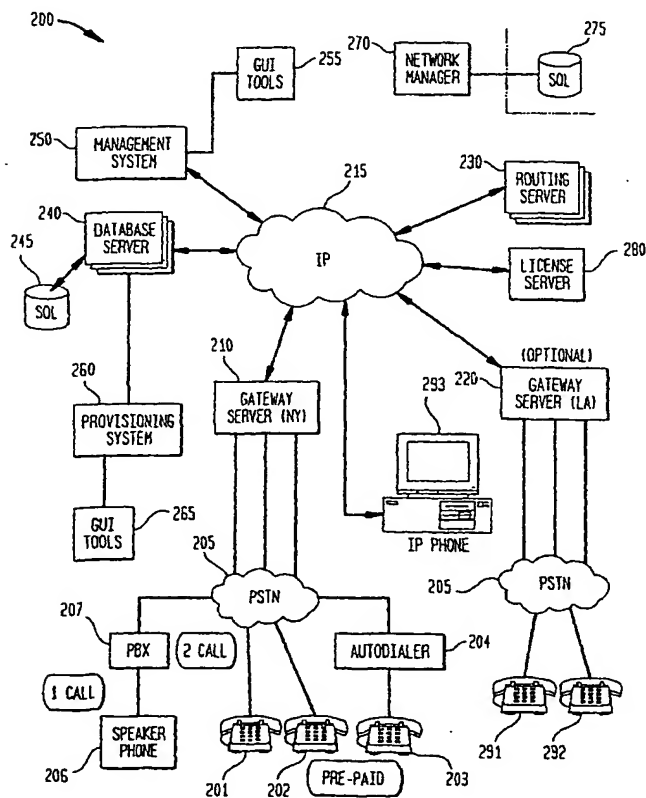 200
GUI
TOOLS
255
270
NETWORK
MANAGER
275
SQL
250
MANAGEMENT
SYSTEM
215
230
ROUTING
SERVER
240
DATABASE
SERVER
245
SQL
IP
LICENSE
SERVER
280
210
GATEWAY
SERVER (NY)
(OPTIONAL)
220
GATEWAY
SERVER (LA)
260
PROVISIONING
SYSTEM
293
IP PHONE
GUI
TOOLS
265
205
PSTN
205
PSTN
207
PBX
2 CALL
AUTODIALER
204
1 CALL
SPEAKER
PHONE
206
201
202
203
PRE-PAID
291
292